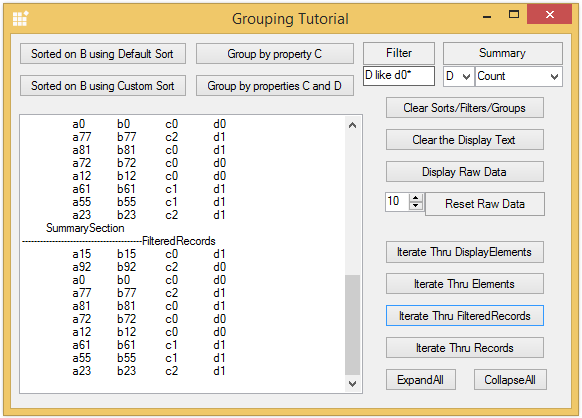 Grouping Tutorial
Sorted on B using Default Sort
Group by property C
Filter
Summary
Sorted on B using Custom Sort
Group by properties C and D
D like d0*
D
Count
a0 b0 c0 d0
a77 b77 c2 d1
a81 b81 c0 d1
a72 b72 c0 d0
a12 b12 c0 d0
a61 b61 c1 d1
a55 b55 c1 d1
a23 b23 c2 d1
SummarySection
----------------------------------------FilteredRecords
a15 b15 c0 d1
a92 b92 c2 d0
a0 b0 c0 d0
a77 b77 c2 d1
a81 b81 c0 d1
a72 b72 c0 d0
a12 b12 c0 d0
a61 b61 c1 d1
a55 b55 c1 d1
a23 b23 c2 d1
Clear Sorts/Filters/Groups
Clear the Display Text
Display Raw Data
10
Reset Raw Data
Iterate Thru DisplayElements
Iterate Thru Elements
Iterate Thru FilteredRecords
Iterate Thru Records
ExpandAll
CollapseAll